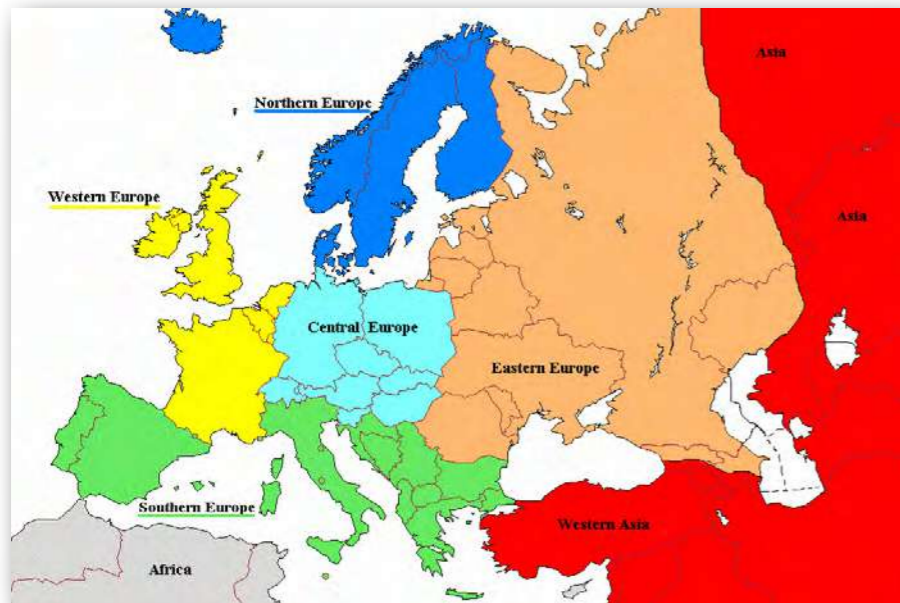 Asia
Northern Europe
Western Europe
Asia
Central Europe
Eastern Europe
Southern Europe
Western Asia
Africa